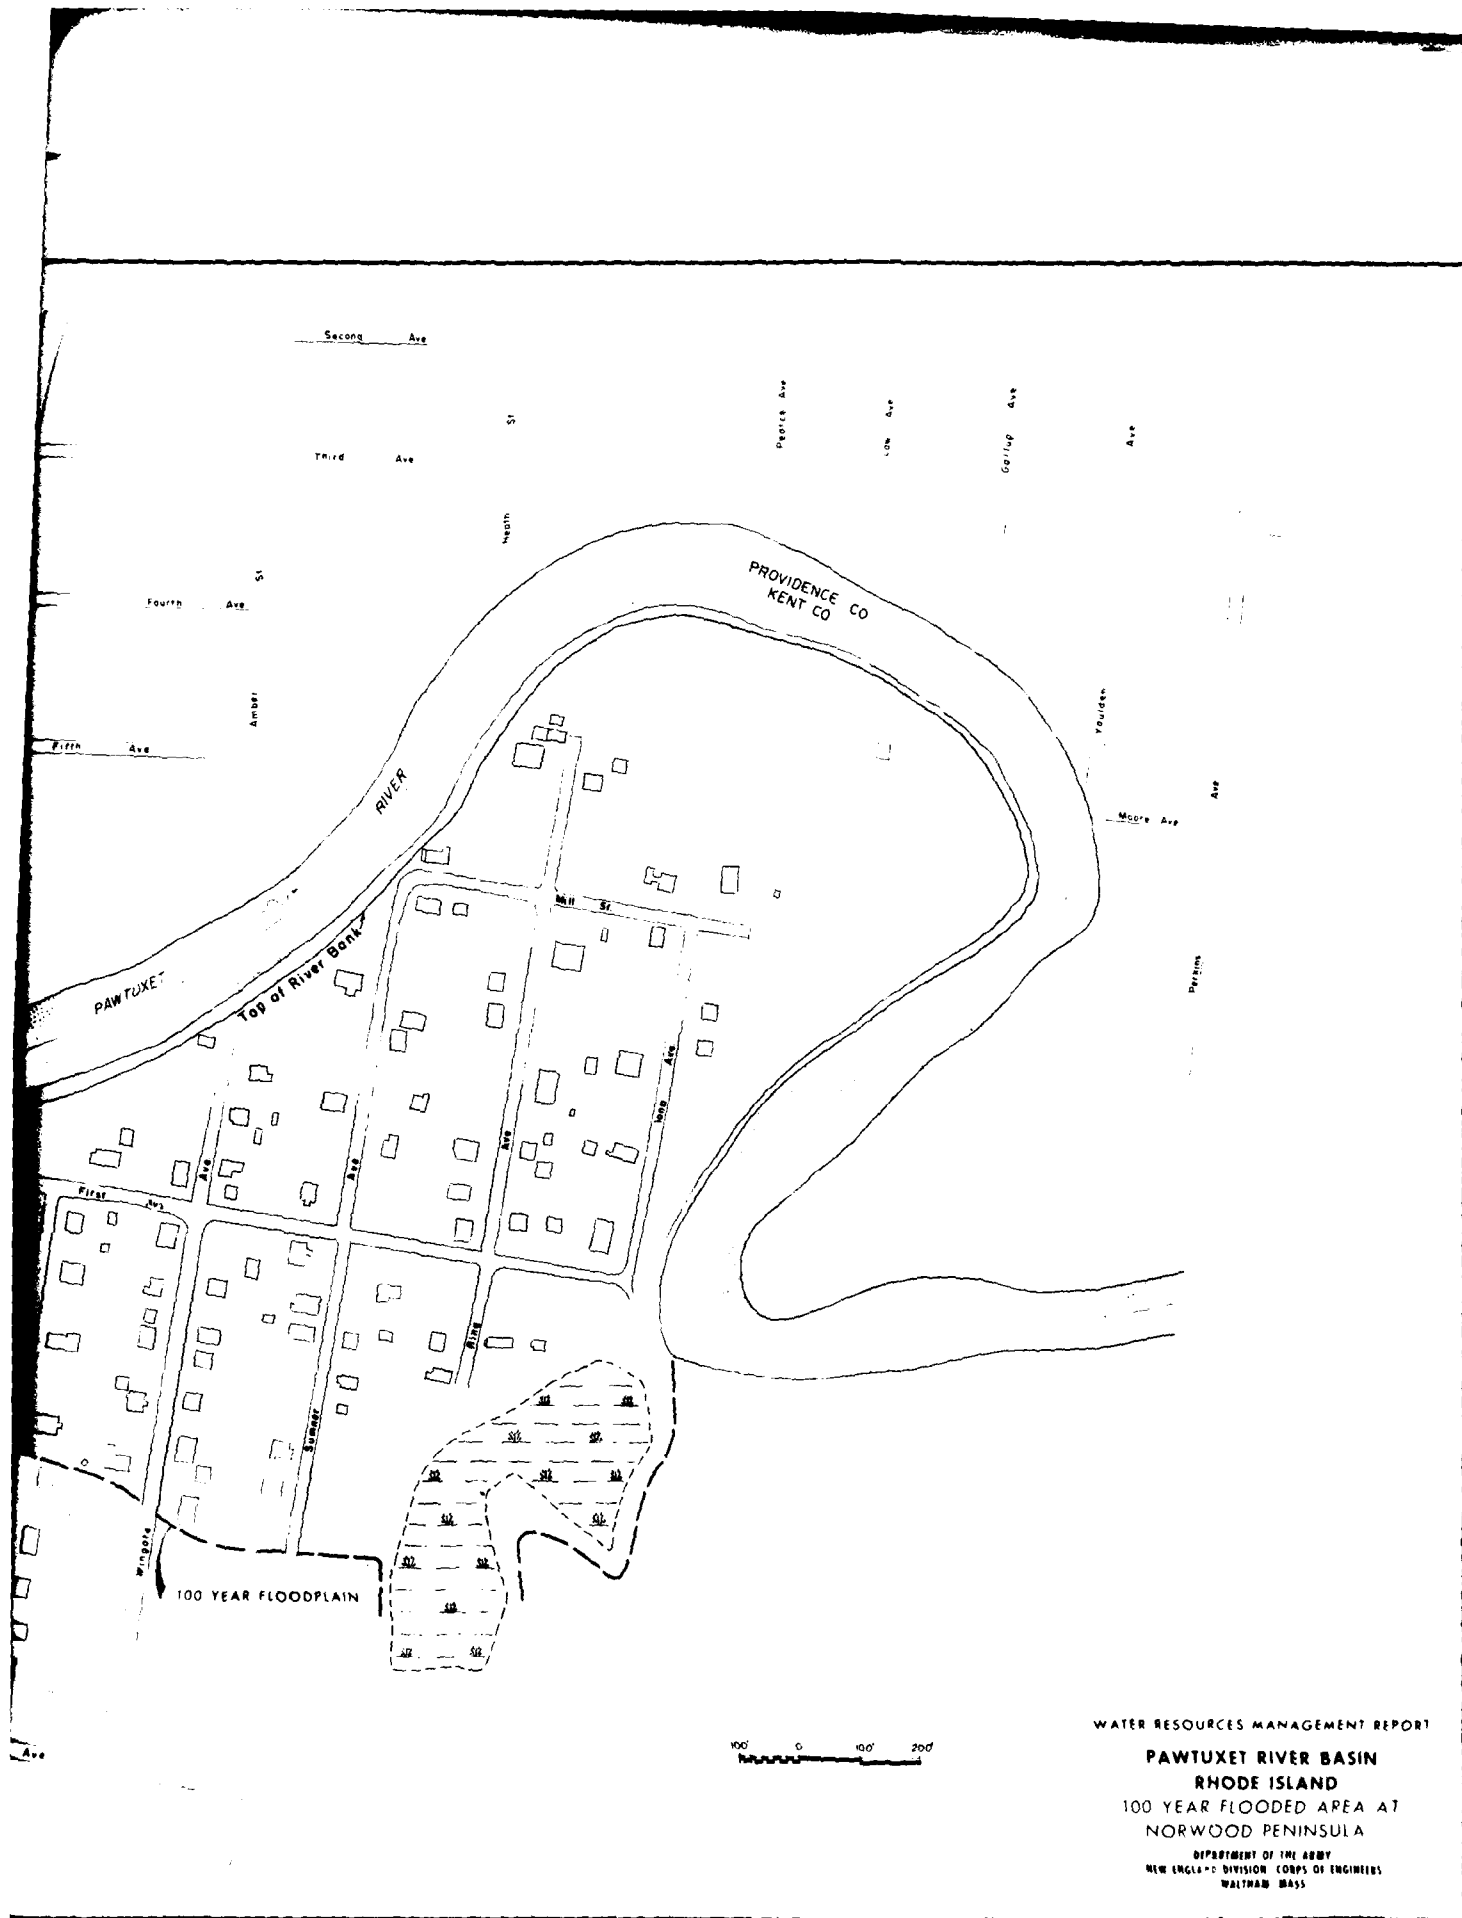 Second Ave
Pearce Ave
Law Ave
Gallup Ave
Ave
St
Third Ave
Heath
St
Fourth Ave
PROVIDENCE CO
KENT CO
Amber
Youlden
Fifth Ave
RIVER
Ave
Moore Ave
Mill St.
Top of River Bank
PAWTUXET
Perkins
Iona Ave
Ave
Ave
Ave
First Ave
Ring
Sumner
Wingate
100 YEAR FLOODPLAIN
Ave
100' 0 100' 200'
WATER RESOURCES MANAGEMENT REPORT
PAWTUXET RIVER BASIN
RHODE ISLAND
100 YEAR FLOODED AREA AT
NORWOOD PENINSULA
DEPARTMENT OF THE ARMY
NEW ENGLAND DIVISION CORPS OF ENGINEERS
WALTHAM MASS